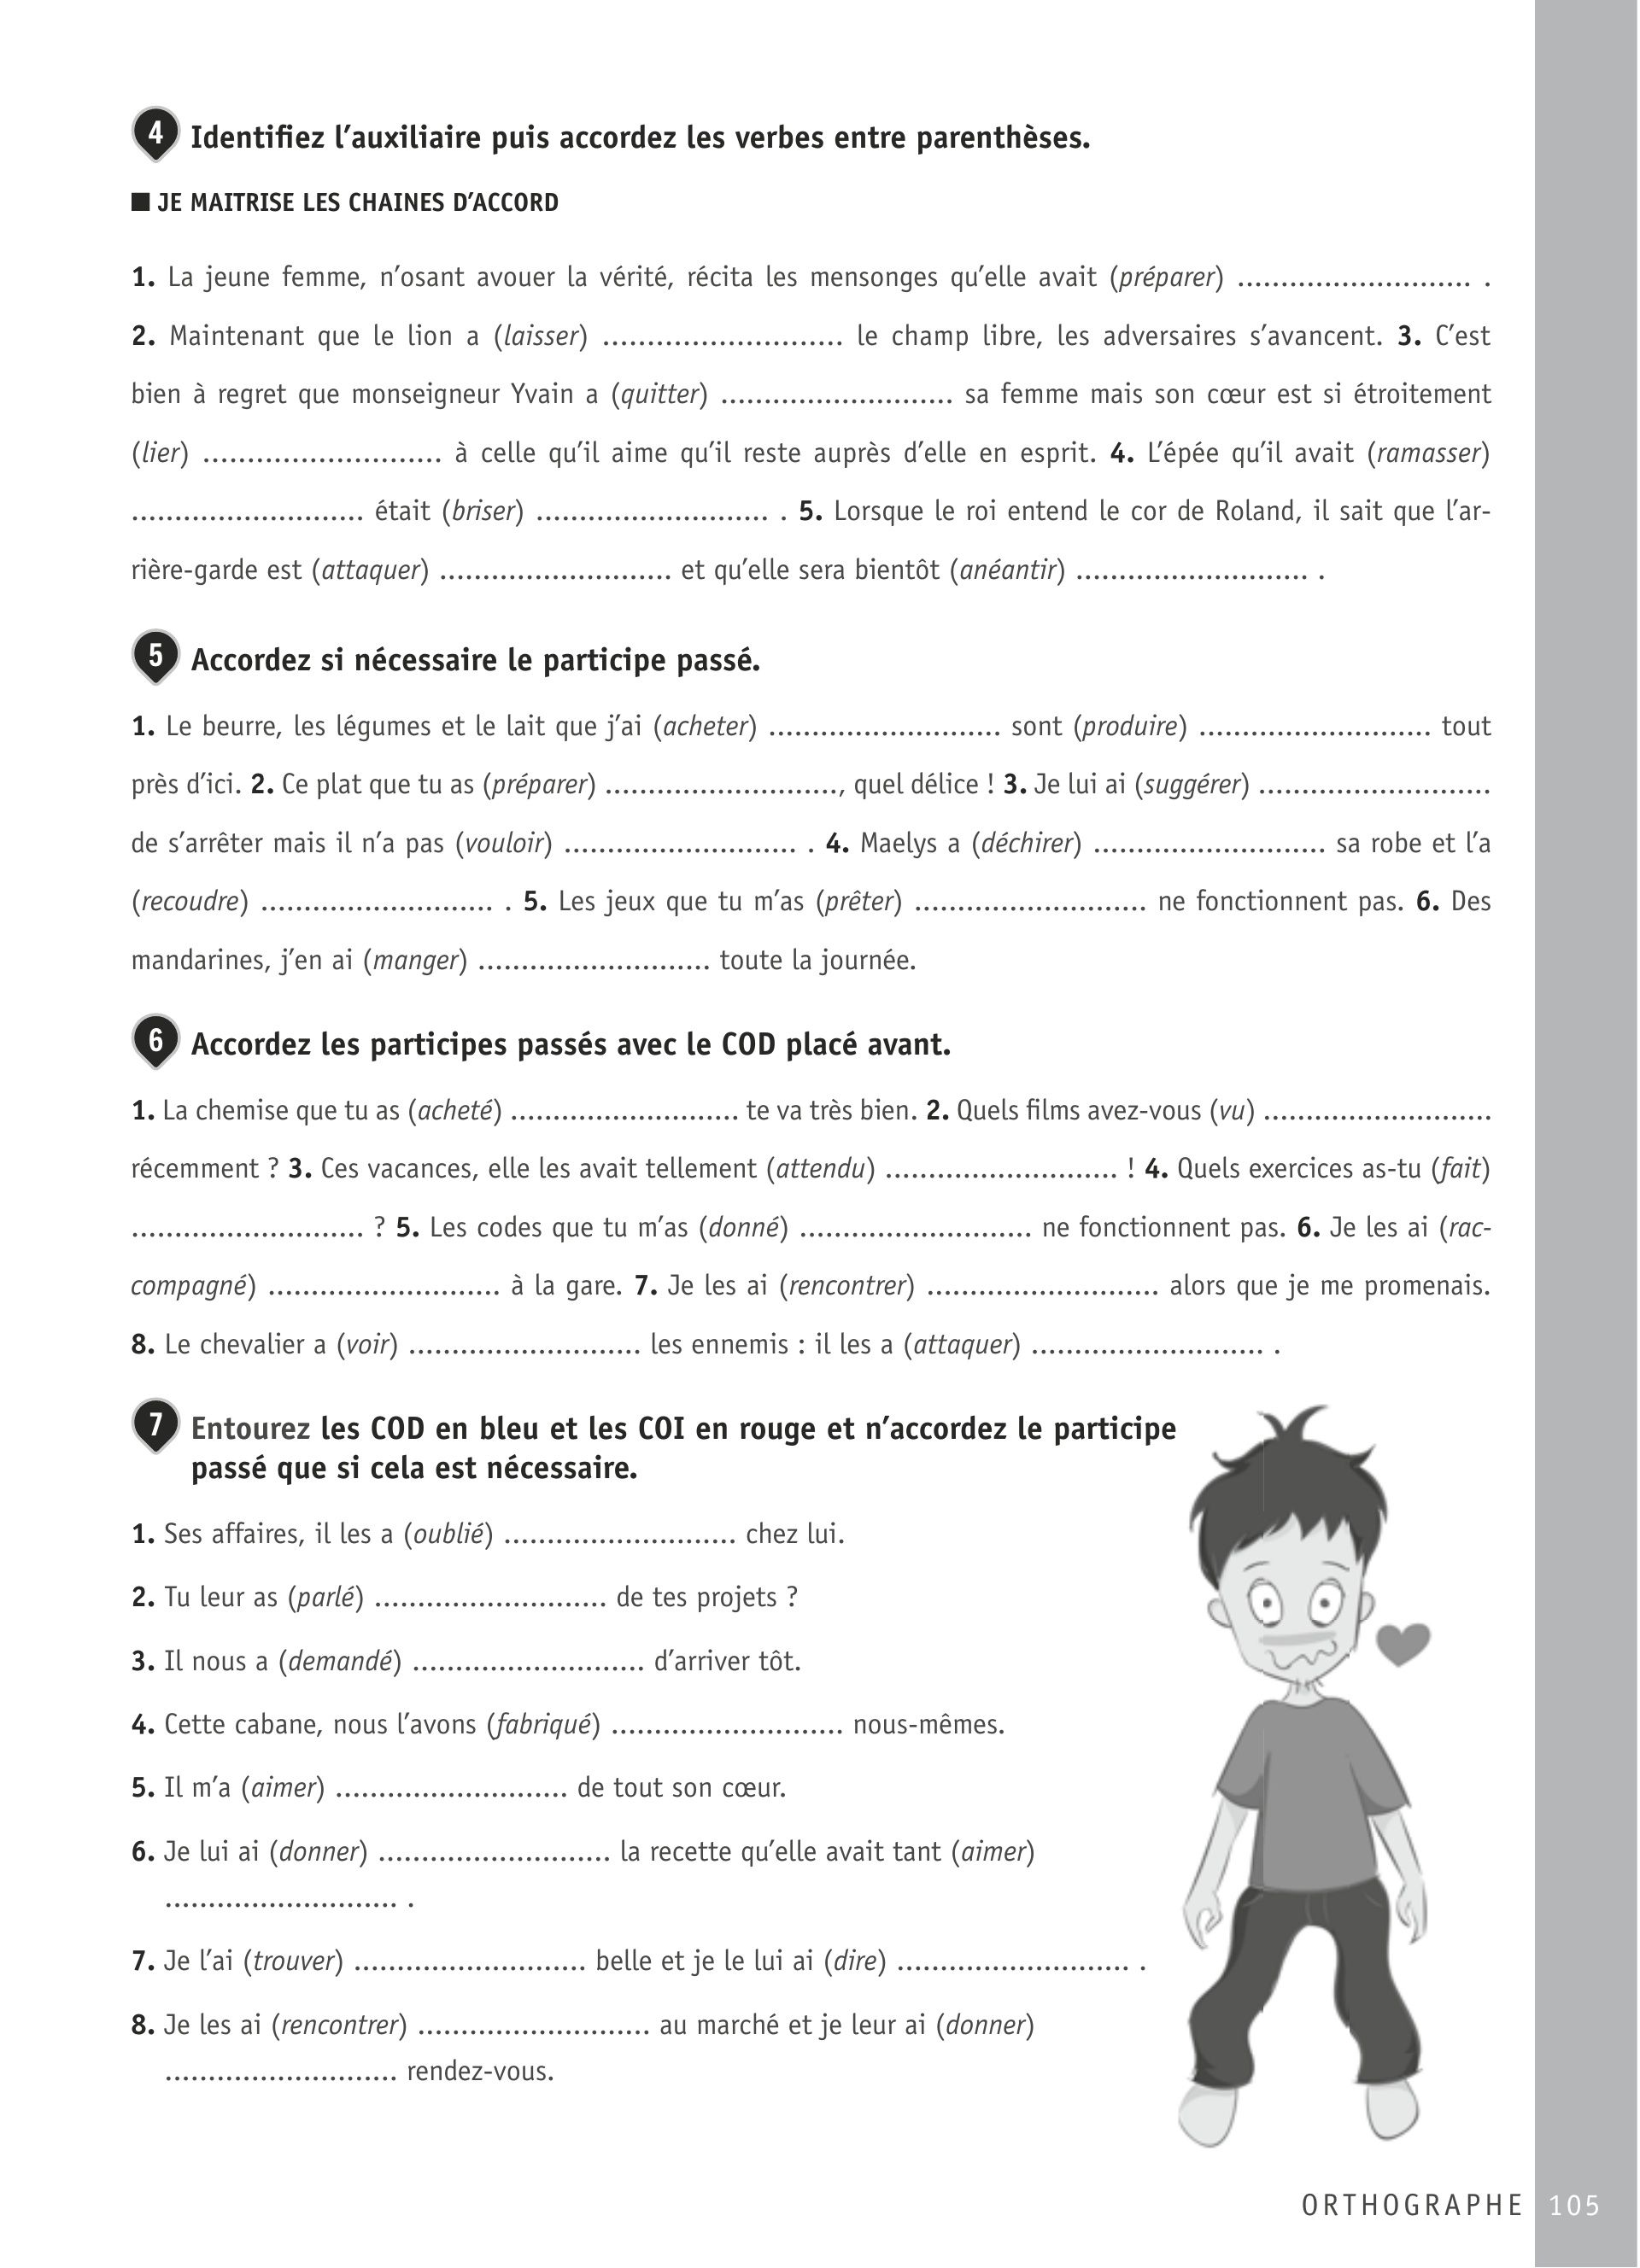 4 Identifiez l’auxiliaire puis accordez les verbes entre parenthèses.
■ JE MAITRISE LES CHAINES D’ACCORD
1. La jeune femme, n’osant avouer la vérité, récita les mensonges qu’elle avait (préparer) ........................... .
2. Maintenant que le lion a (laisser) ........................... le champ libre, les adversaires s’avancent. 3. C’est
bien à regret que monseigneur Yvain a (quitter) ........................... sa femme mais son cœur est si étroitement
(lier) ........................... à celle qu’il aime qu’il reste auprès d’elle en esprit. 4. L’épée qu’il avait (ramasser)
........................... était (briser) ........................... . 5. Lorsque le roi entend le cor de Roland, il sait que l’ar-
rière-garde est (attaquer) ........................... et qu’elle sera bientôt (anéantir) ........................... .
5 Accordez si nécessaire le participe passé.
1. Le beurre, les légumes et le lait que j’ai (acheter) ........................... sont (produire) ........................... tout
près d’ici. 2. Ce plat que tu as (préparer) ..........................., quel délice ! 3. Je lui ai (suggérer) ...........................
de s’arrêter mais il n’a pas (vouloir) ........................... . 4. Maelys a (déchirer) ........................... sa robe et l’a
(recoudre) ........................... . 5. Les jeux que tu m’as (prêter) ........................... ne fonctionnent pas. 6. Des
mandarines, j’en ai (manger) ........................... toute la journée.
6 Accordez les participes passés avec le COD placé avant.
1. La chemise que tu as (acheté) ........................... te va très bien. 2. Quels films avez-vous (vu) ...........................
récemment ? 3. Ces vacances, elle les avait tellement (attendu) ........................... ! 4. Quels exercices as-tu (fait)
........................... ? 5. Les codes que tu m’as (donné) ........................... ne fonctionnent pas. 6. Je les ai (rac-
compagné) ........................... à la gare. 7. Je les ai (rencontrer) ........................... alors que je me promenais.
8. Le chevalier a (voir) ........................... les ennemis : il les a (attaquer) ........................... .
7 Entourez les COD en bleu et les COI en rouge et n’accordez le participe
passé que si cela est nécessaire.
1. Ses affaires, il les a (oublié) ........................... chez lui.
2. Tu leur as (parlé) ........................... de tes projets ?
3. Il nous a (demandé) ........................... d’arriver tôt.
4. Cette cabane, nous l’avons (fabriqué) ........................... nous-mêmes.
5. Il m’a (aimer) ........................... de tout son cœur.
6. Je lui ai (donner) ........................... la recette qu’elle avait tant (aimer)
........................... .
7. Je l’ai (trouver) ........................... belle et je le lui ai (dire) ........................... .
8. Je les ai (rencontrer) ........................... au marché et je leur ai (donner)
........................... rendez-vous.
ORTHOGRAPHE 105